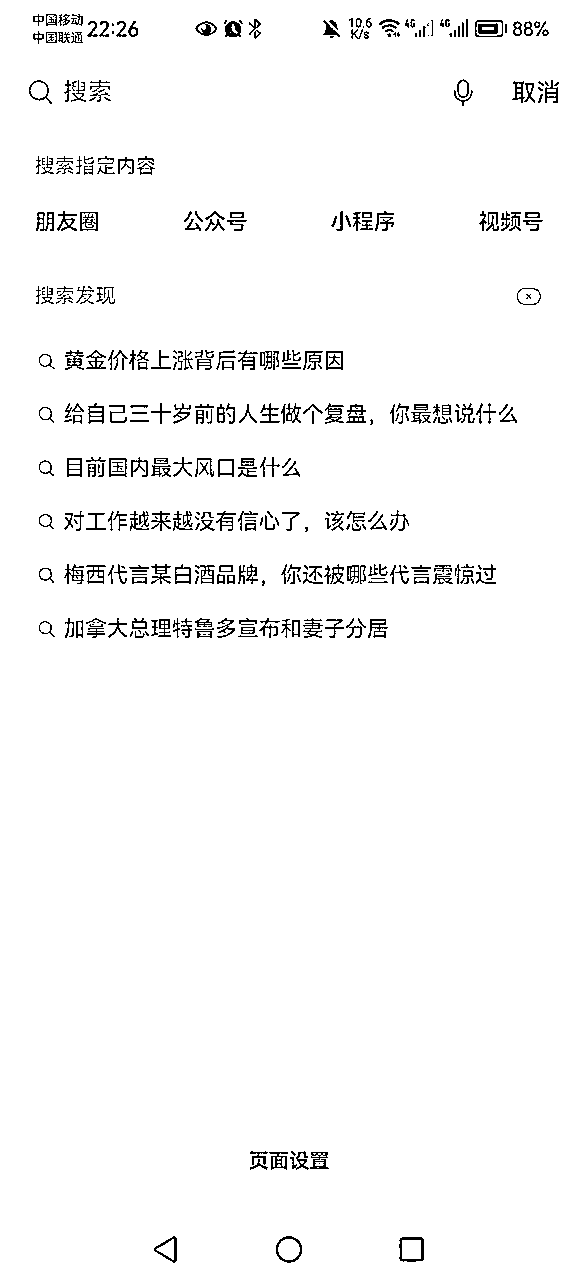 中国移动
中国联通 22:26 10.6 K/s 4G 4G 88%
搜索 取消
搜索指定内容
朋友圈 公众号 小程序 视频号
搜索发现
黄金价格上涨背后有哪些原因
给自己三十岁前的人生做个复盘，你最想说什么
目前国内最大风口是什么
对工作越来越没有信心了，该怎么办
梅西代言某白酒品牌，你还被哪些代言震惊过
加拿大总理特鲁多宣布和妻子分居
页面设置